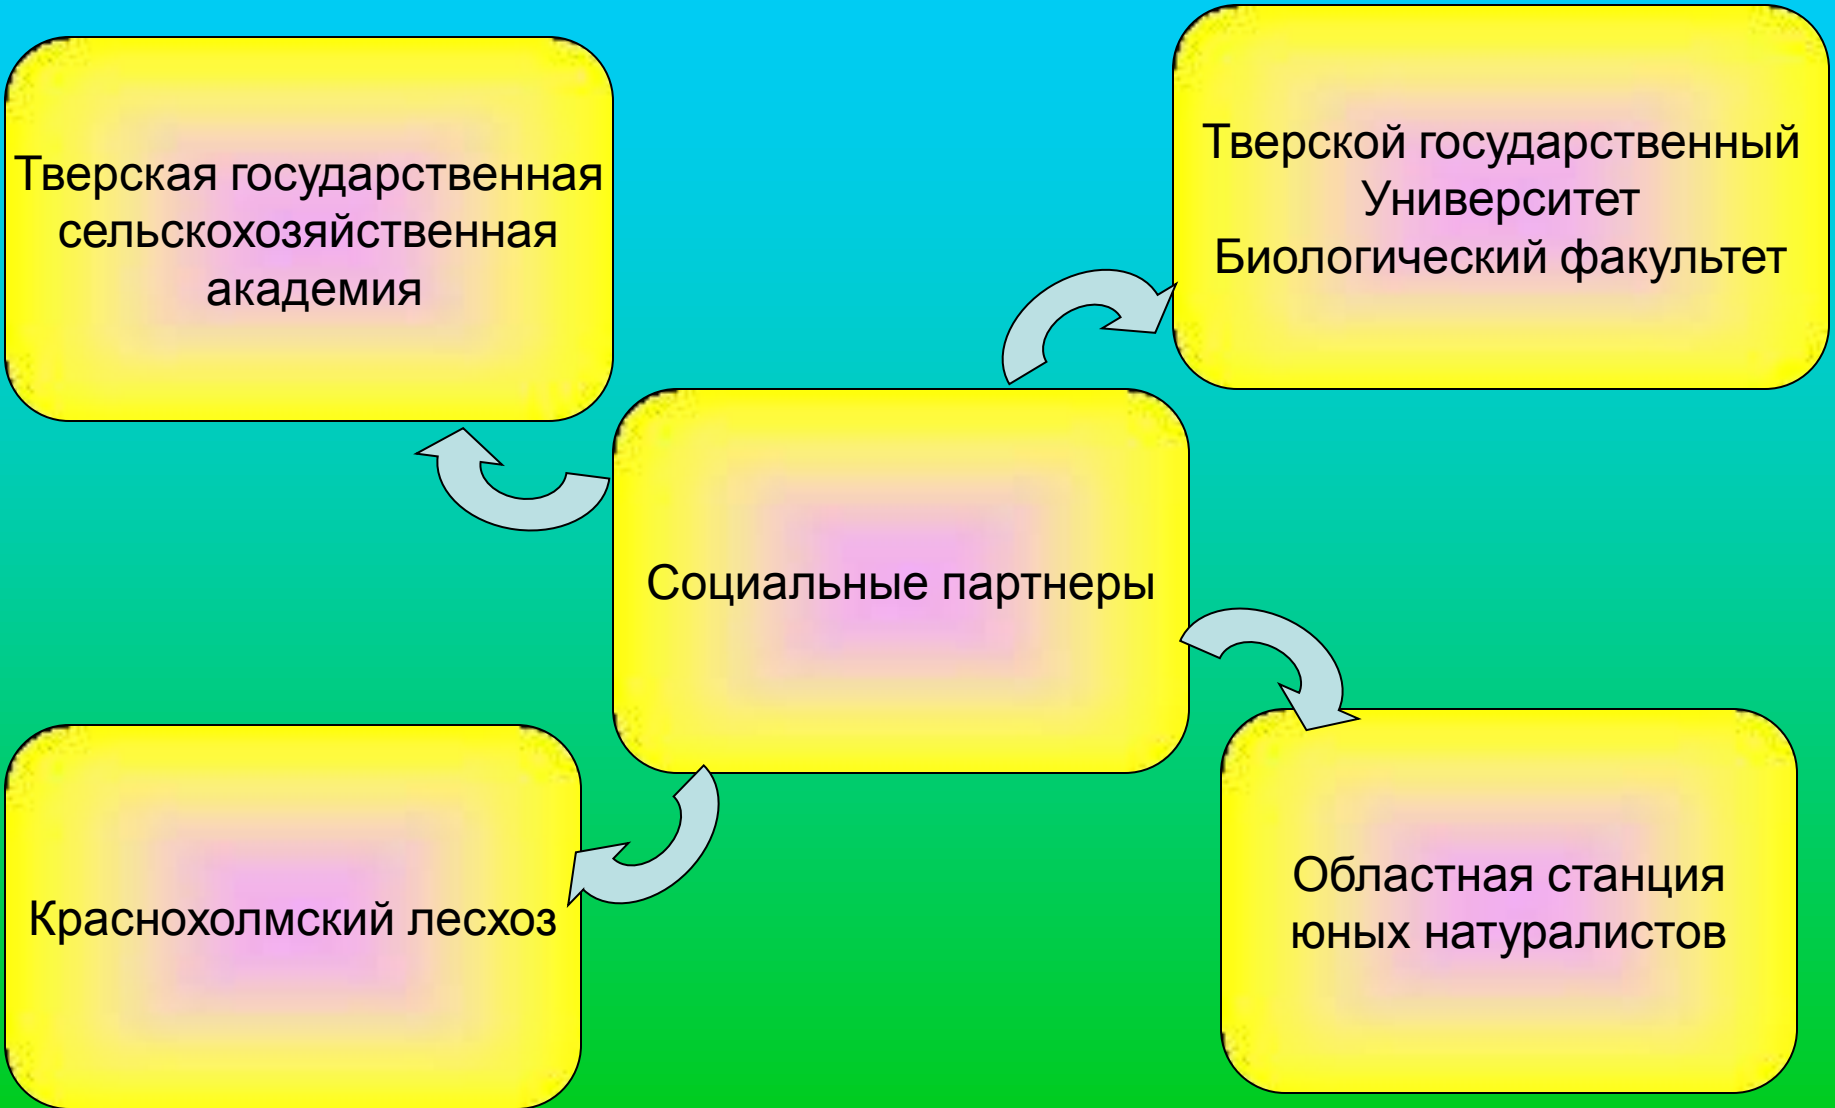 Тверская государственная
сельскохозяйственная
академия
Тверской государственный
Университет
Биологический факультет
Социальные партнеры
Краснохолмский лесхоз
Областная станция
юных натуралистов